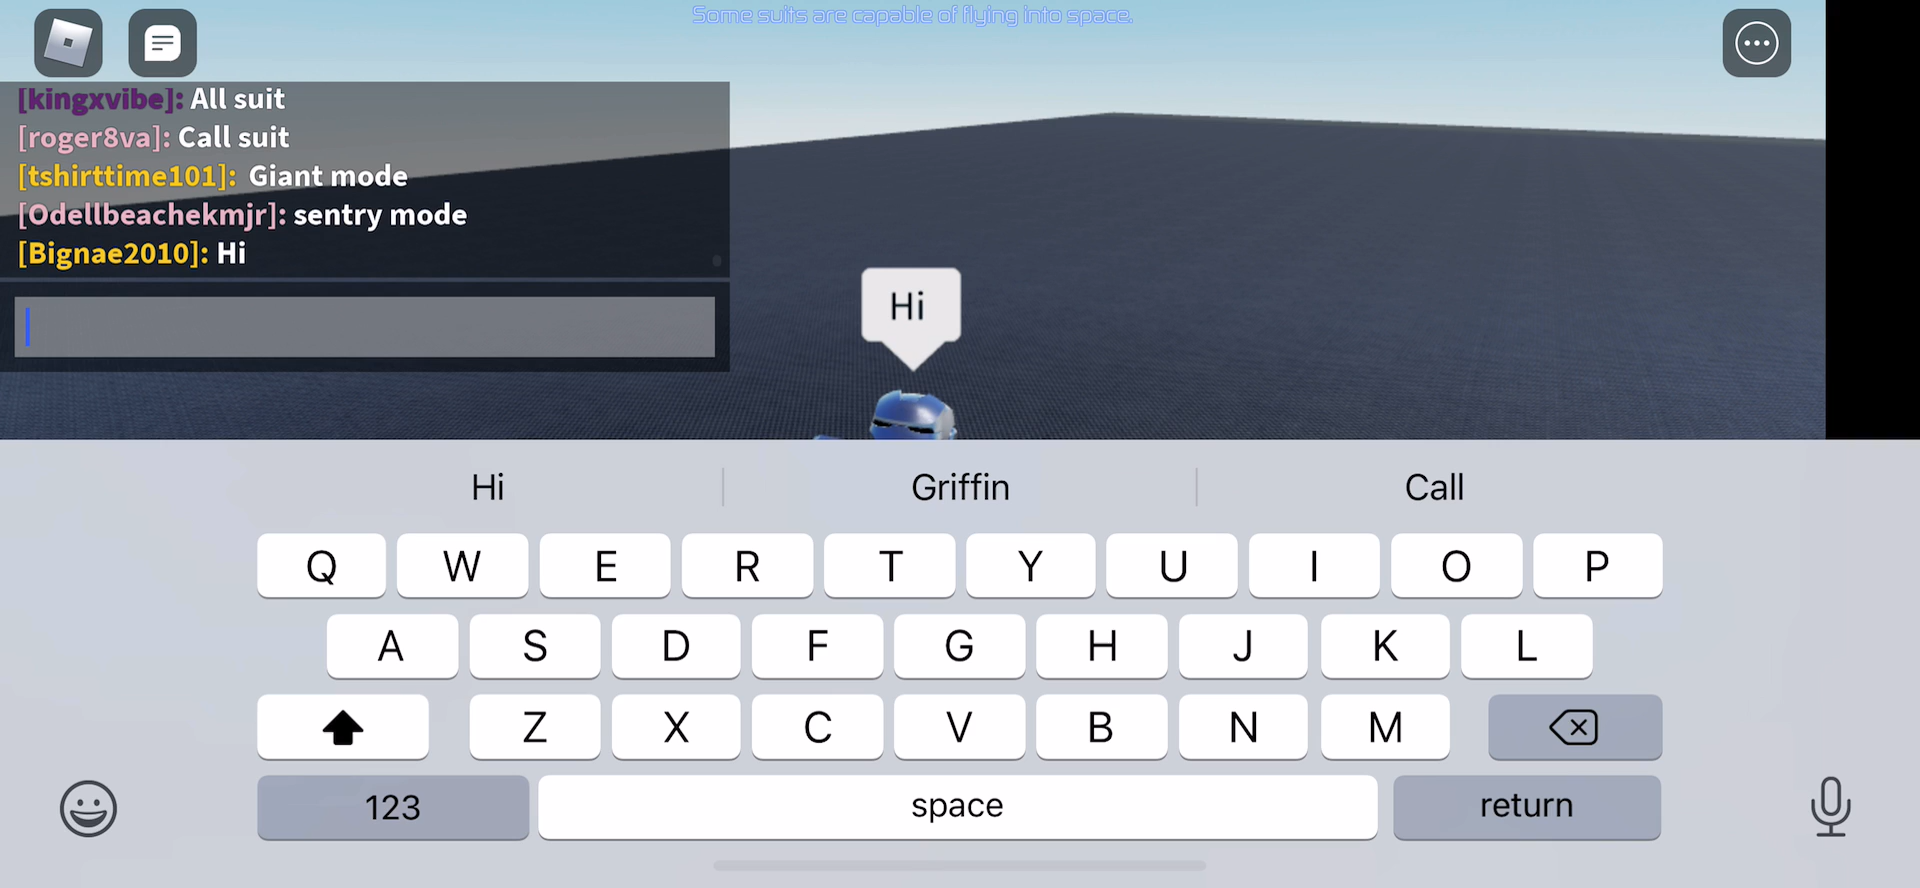 Some suits are capable of flying into space.
[kingxvibe]: All suit
[roger8va]: Call suit
[tshirttime101]: Giant mode
[Odellbeachekmjr]: sentry mode
[Bignae2010]: Hi
Hi
Hi Griffin Call
Q W E R T Y U I O P
A S D F G H J K L
Z X C V B N M
123 space return